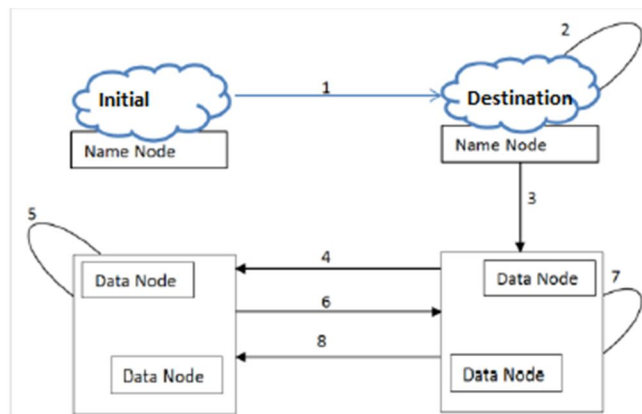 2
Initial
1
Destination
Name Node
Name Node
3
5
4
Data Node
Data Node
7
6
8
Data Node
Data Node